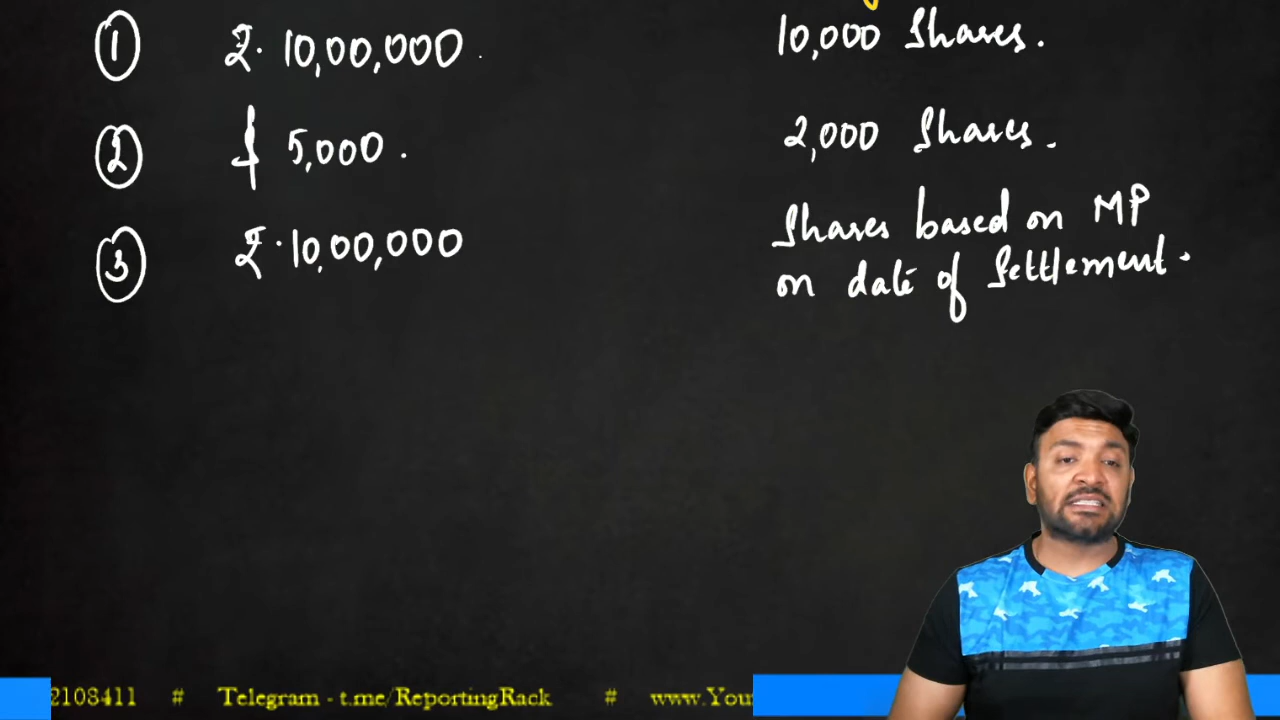 ① ₹. 10,00,000. 10,000 Shares.
② $ 5,000. 2,000 Shares.
③ ₹. 10,00,000 Shares based on MP
on date of Settlement.
2108411 # Telegram - t.me/ReportingRack # www.You